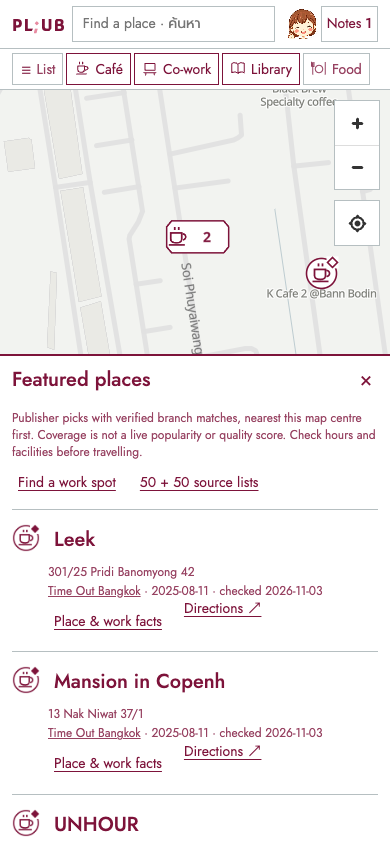 PL;UB
Find a place · ค้นหา
Notes 1
List
Café
Co-work
Library
Food
Black Brew
Specialty coffee
2
Soi Phuyaiwang
K Cafe 2 @Bann Bodin
Featured places
Publisher picks with verified branch matches, nearest this map centre
first. Coverage is not a live popularity or quality score. Check hours and
facilities before travelling.
Find a work spot
50 + 50 source lists
Leek
301/25 Pridi Banomyong 42
Time Out Bangkok · 2025-08-11 · checked 2026-11-03
Directions ↗
Place & work facts
Mansion in Copenh
13 Nak Niwat 37/1
Time Out Bangkok · 2025-08-11 · checked 2026-11-03
Directions ↗
Place & work facts
UNHOUR